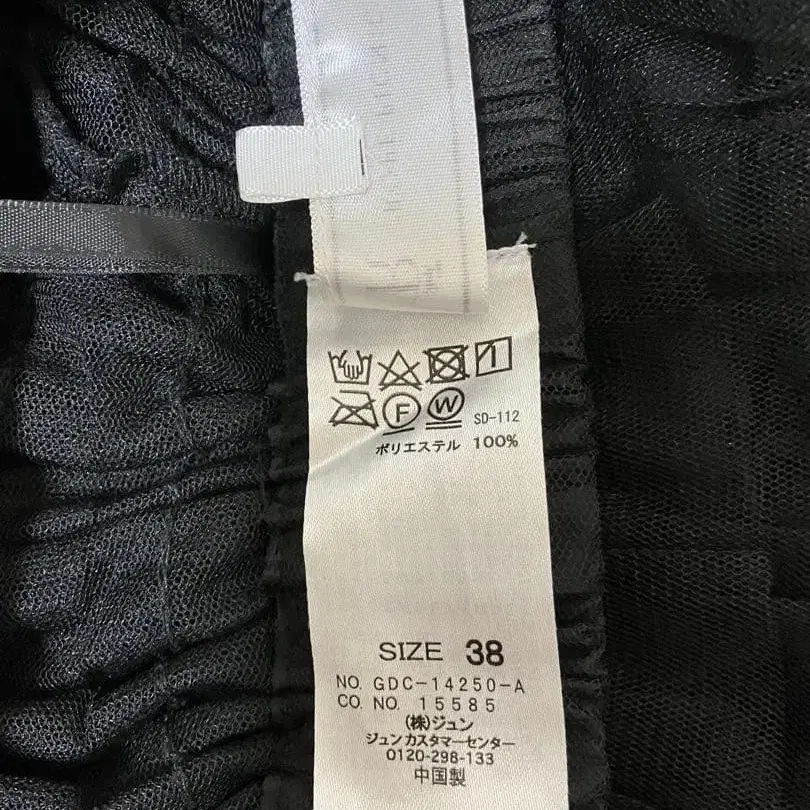 F W SD-112
ポリエステル 100%
SIZE 38
NO. GDC-14250-A
CO. NO. 15585
(株)ジュン
ジュン カスタマーセンター
0120-298-133
中国製